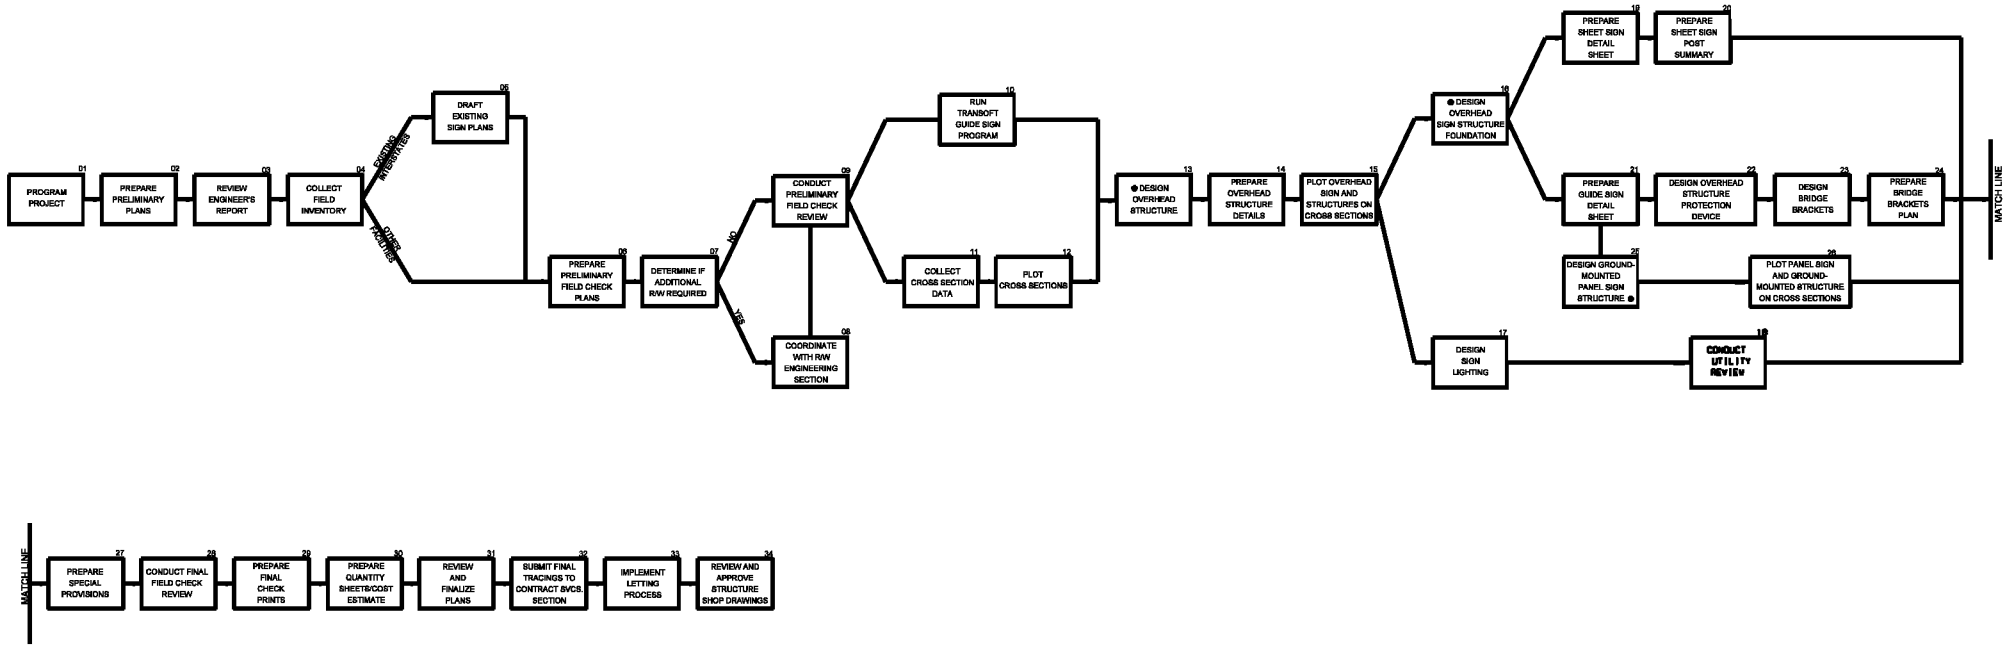 01
PROGRAM
PROJECT
02
PREPARE
PRELIMINARY
PLANS
03
REVIEW
ENGINEER'S
REPORT
04
COLLECT
FIELD
INVENTORY
EXISTING
INTERSTATES
OTHER
FACILITIES
05
DRAFT
EXISTING
SIGN PLANS
06
PREPARE
PRELIMINARY
FIELD CHECK
PLANS
07
DETERMINE IF
ADDITIONAL
R/W REQUIRED
NO
YES
08
COORDINATE
WITH R/W
ENGINEERING
SECTION
09
CONDUCT
PRELIMINARY
FIELD CHECK
REVIEW
10
RUN
TRANSOFT
GUIDE SIGN
PROGRAM
11
COLLECT
CROSS SECTION
DATA
12
PLOT
CROSS SECTIONS
13
● DESIGN
OVERHEAD
STRUCTURE
14
PREPARE
OVERHEAD
STRUCTURE
DETAILS
15
PLOT OVERHEAD
SIGN AND
STRUCTURES ON
CROSS SECTIONS
16
● DESIGN
OVERHEAD
SIGN STRUCTURE
FOUNDATION
17
DESIGN
SIGN
LIGHTING
18
CONDUCT
UTILITY
REVIEW
19
PREPARE
SHEET SIGN
DETAIL
SHEET
20
PREPARE
SHEET SIGN
POST
SUMMARY
21
PREPARE
GUIDE SIGN
DETAIL
SHEET
22
DESIGN OVERHEAD
STRUCTURE
PROTECTION
DEVICE
23
DESIGN
BRIDGE
BRACKETS
24
PREPARE
BRIDGE
BRACKETS
PLAN
25
DESIGN GROUND-
MOUNTED
PANEL SIGN
STRUCTURE ●
26
PLOT PANEL SIGN
AND GROUND-
MOUNTED STRUCTURE
ON CROSS SECTIONS
MATCH LINE
MATCH LINE
27
PREPARE
SPECIAL
PROVISIONS
28
CONDUCT FINAL
FIELD CHECK
REVIEW
29
PREPARE
FINAL
CHECK
PRINTS
30
PREPARE
QUANTITY
SHEETS/COST
ESTIMATE
31
REVIEW
AND
FINALIZE
PLANS
32
SUBMIT FINAL
TRACINGS TO
CONTRACT SVCS.
SECTION
33
IMPLEMENT
LETTING
PROCESS
34
REVIEW AND
APPROVE
STRUCTURE
SHOP DRAWINGS